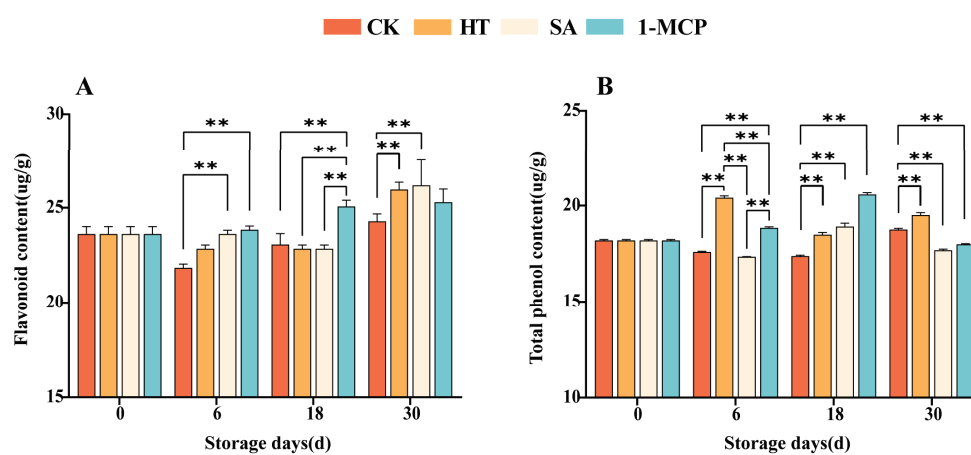 CK HT SA 1-MCP
A
Flavonoid content(ug/g)
30
25
20
15
** ** ** ** ** ** **
0 6 18 30
Storage days(d)
B
Total phenol content(ug/g)
25
20
15
10
** ** ** ** ** ** ** ** ** ** **
0 6 18 30
Storage days(d)